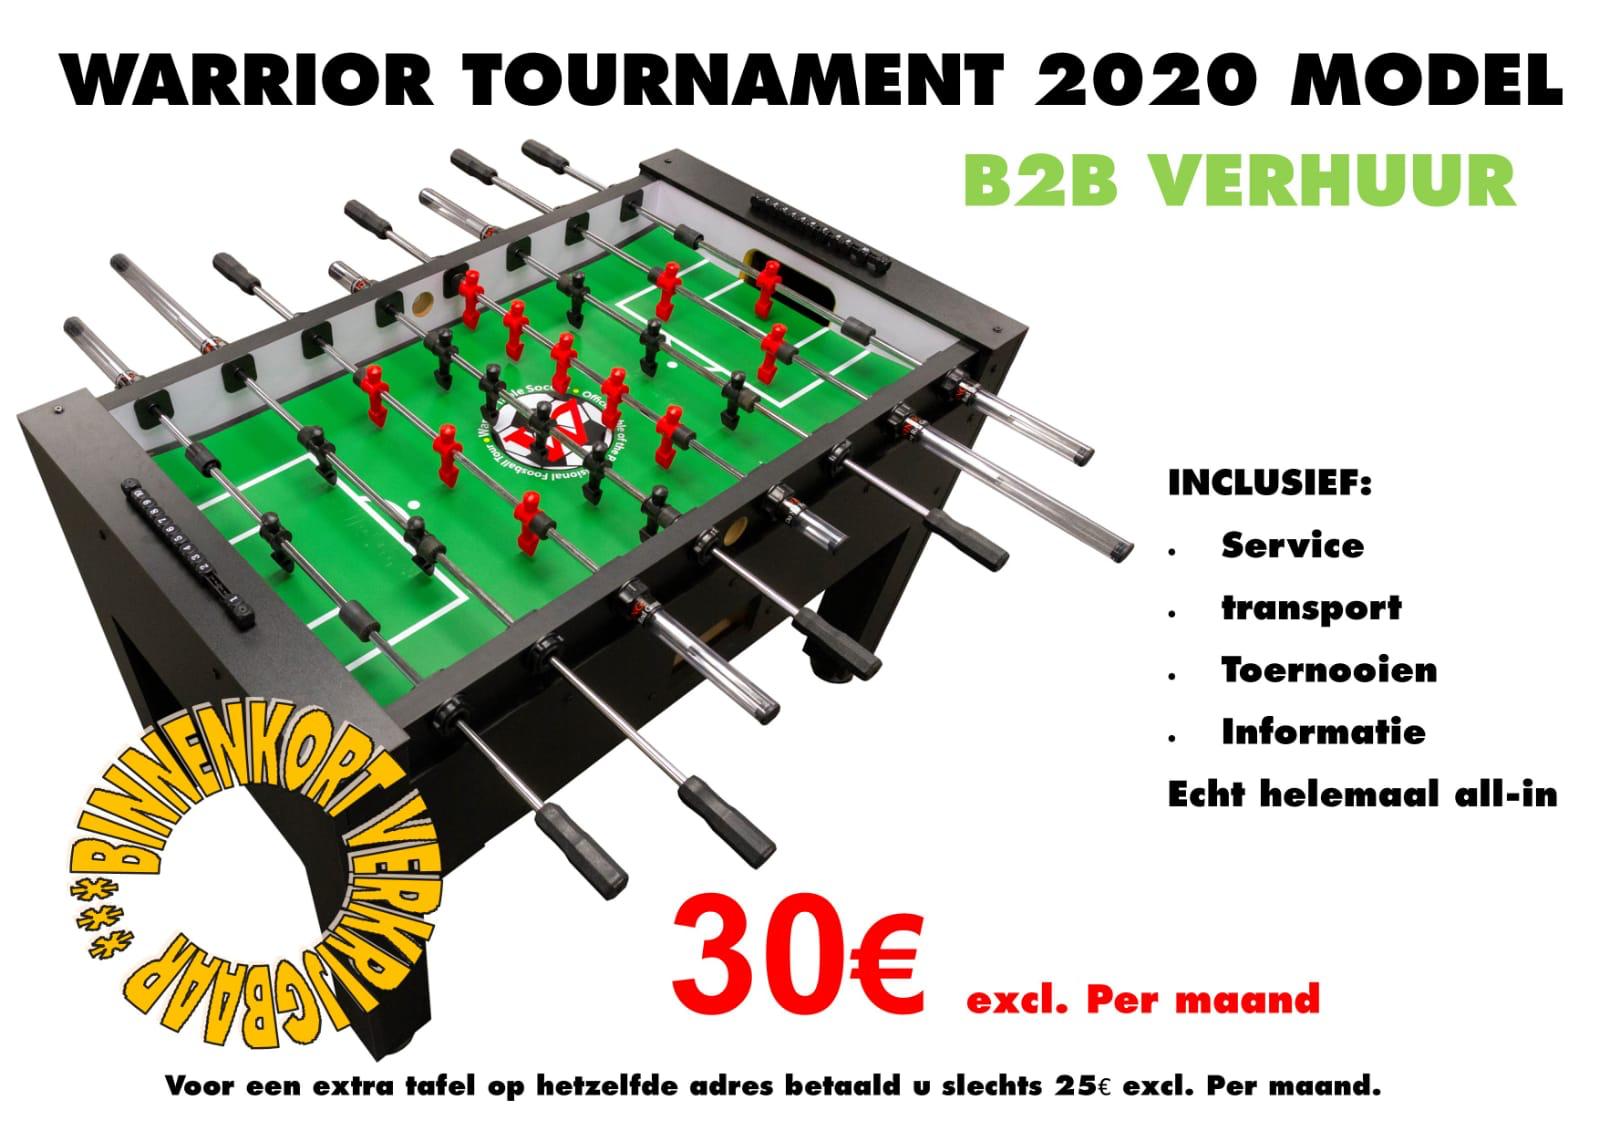 WARRIOR TOURNAMENT 2020 MODEL
B2B VERHUUR
INCLUSIEF:
• Service
• transport
• Toernooien
• Informatie
Echt helemaal all-in
*** BINNENKORT VERKRIJGBAAR
30€ excl. Per maand
Voor een extra tafel op hetzelfde adres betaald u slechts 25€ excl. Per maand.